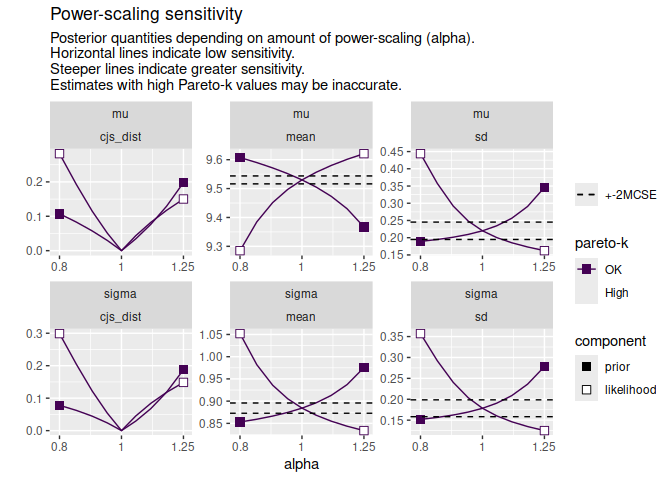 Power-scaling sensitivity
Posterior quantities depending on amount of power-scaling (alpha).
Horizontal lines indicate low sensitivity.
Steeper lines indicate greater sensitivity.
Estimates with high Pareto-k values may be inaccurate.
mu
cjs_dist
0.2
0.1
0.0
0.8 1 1.25
mu
mean
9.6
9.5
9.4
9.3
0.8 1 1.25
mu
sd
0.45
0.40
0.35
0.30
0.25
0.20
0.15
0.8 1 1.25
sigma
cjs_dist
0.3
0.2
0.1
0.0
0.8 1 1.25
sigma
mean
1.05
1.00
0.95
0.90
0.85
0.8 1 1.25
sigma
sd
0.35
0.30
0.25
0.20
0.15
0.8 1 1.25
alpha
+-2MCSE
pareto-k
OK
High
component
prior
likelihood